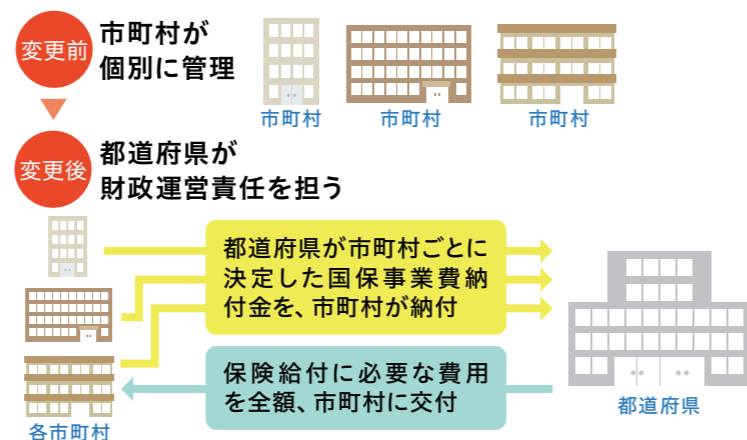 変更前
市町村が
個別に管理
市町村
市町村
市町村
変更後
都道府県が
財政運営責任を担う
都道府県が市町村ごとに
決定した国保事業費納
付金を、市町村が納付
保険給付に必要な費用
を全額、市町村に交付
各市町村
都道府県